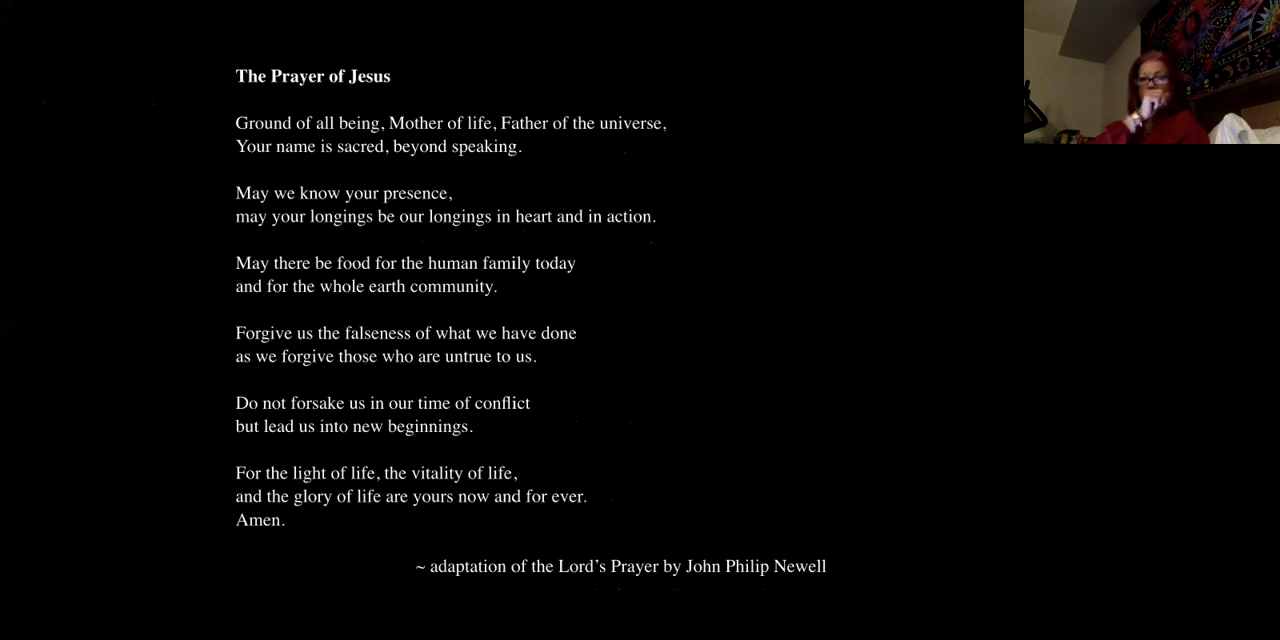 The Prayer of Jesus
Ground of all being, Mother of life, Father of the universe,
Your name is sacred, beyond speaking.
May we know your presence,
may your longings be our longings in heart and in action.
May there be food for the human family today
and for the whole earth community.
Forgive us the falseness of what we have done
as we forgive those who are untrue to us.
Do not forsake us in our time of conflict
but lead us into new beginnings.
For the light of life, the vitality of life,
and the glory of life are yours now and for ever.
Amen.
~ adaptation of the Lord’s Prayer by John Philip Newell